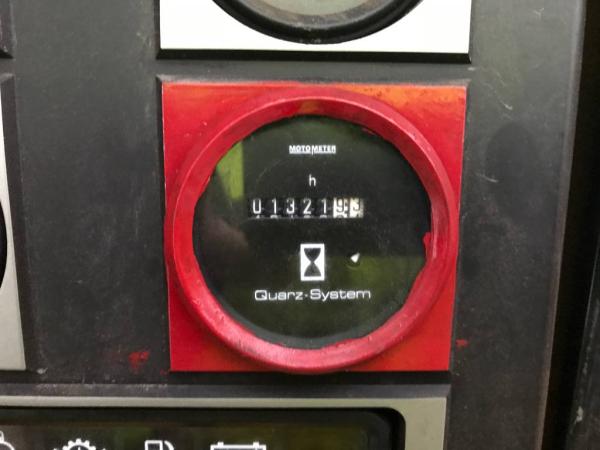 MOTOMETER
h
0132193
Quarz-System